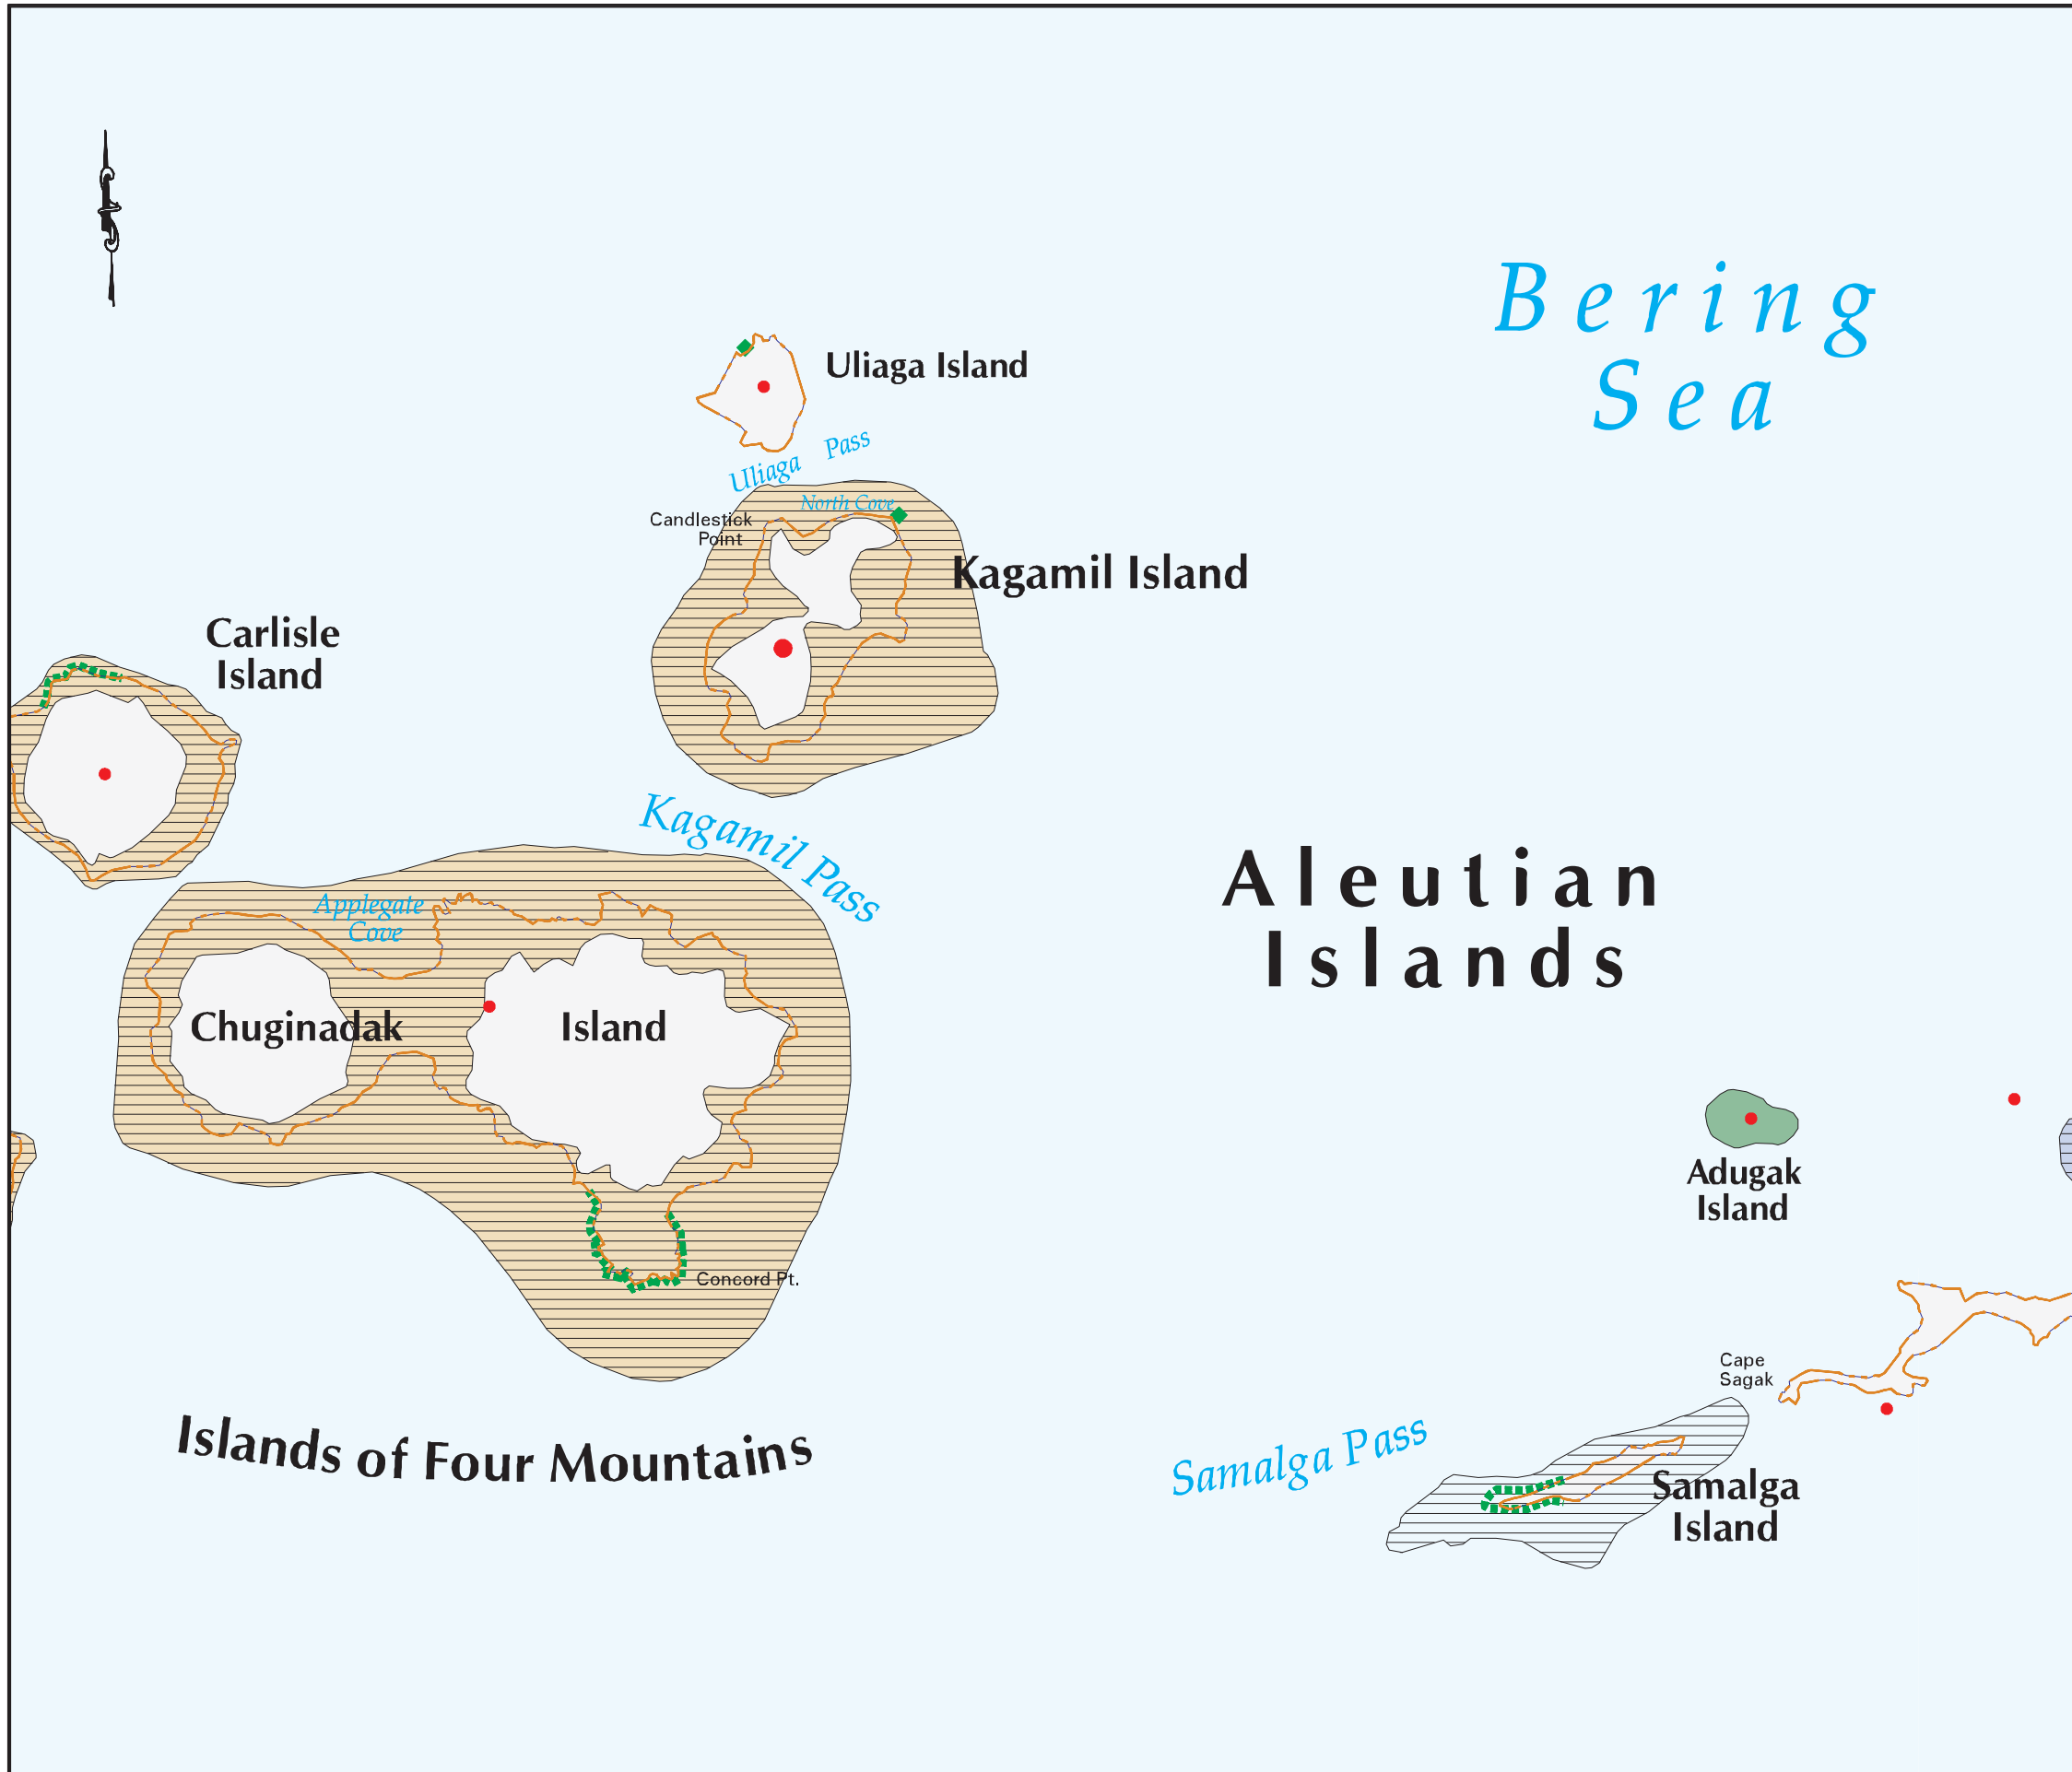 Bering
Sea
Uliaga Island
Uliaga Pass
North Cove
Candlestick
Point
Kagamil Island
Carlisle
Island
Kagamil Pass
Applegate
Cove
Chuginadak Island
Aleutian
Islands
Adugak
Island
Concord Pt.
Cape
Sagak
Islands of Four Mountains
Samalga Pass
Samalga
Island